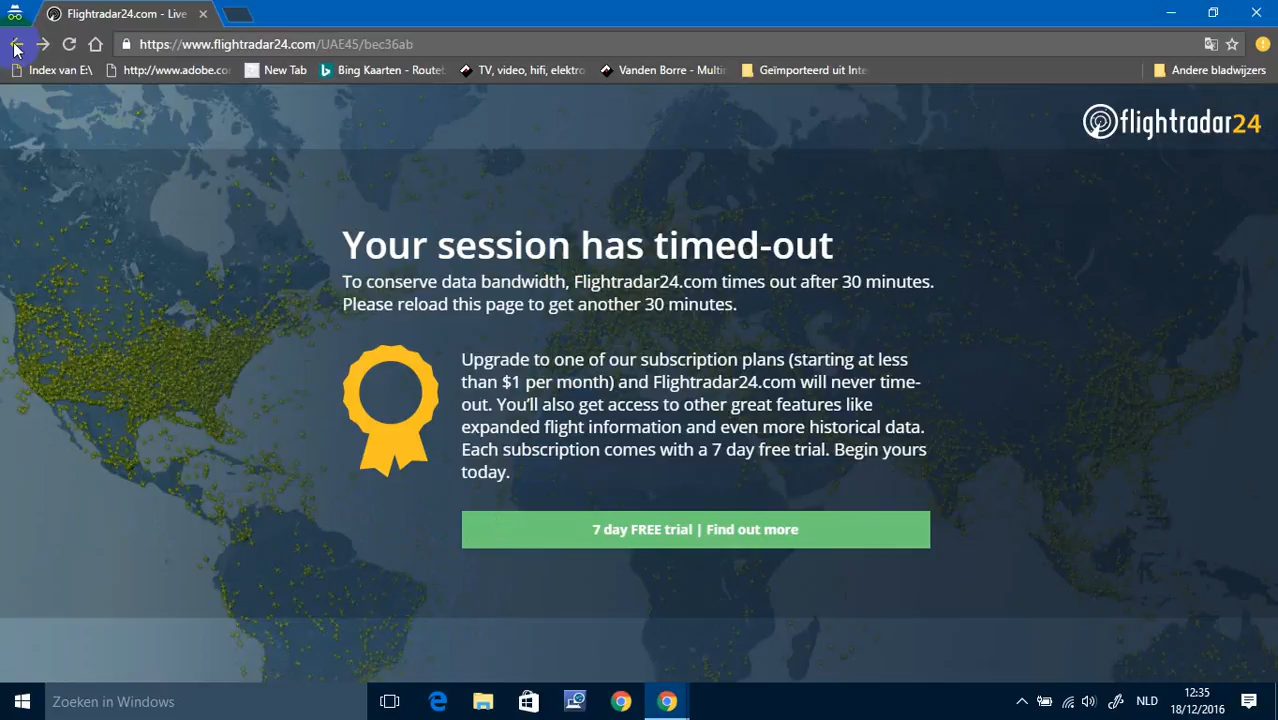 Flightradar24.com - Live
https://www.flightradar24.com/UAE45/bec36ab
Index van E:\
http://www.adobe.co
New Tab
Bing Kaarten - Route
TV, video, hifi, elektro
Vanden Borre - Multi
Geïmporteerd uit Inte
Andere bladwijzers
flightradar24
Your session has timed-out
To conserve data bandwidth, Flightradar24.com times out after 30 minutes.
Please reload this page to get another 30 minutes.
Upgrade to one of our subscription plans (starting at less
than $1 per month) and Flightradar24.com will never time-
out. You'll also get access to other great features like
expanded flight information and even more historical data.
Each subscription comes with a 7 day free trial. Begin yours
today.
7 day FREE trial | Find out more
Zoeken in Windows
NLD
12:35
18/12/2016